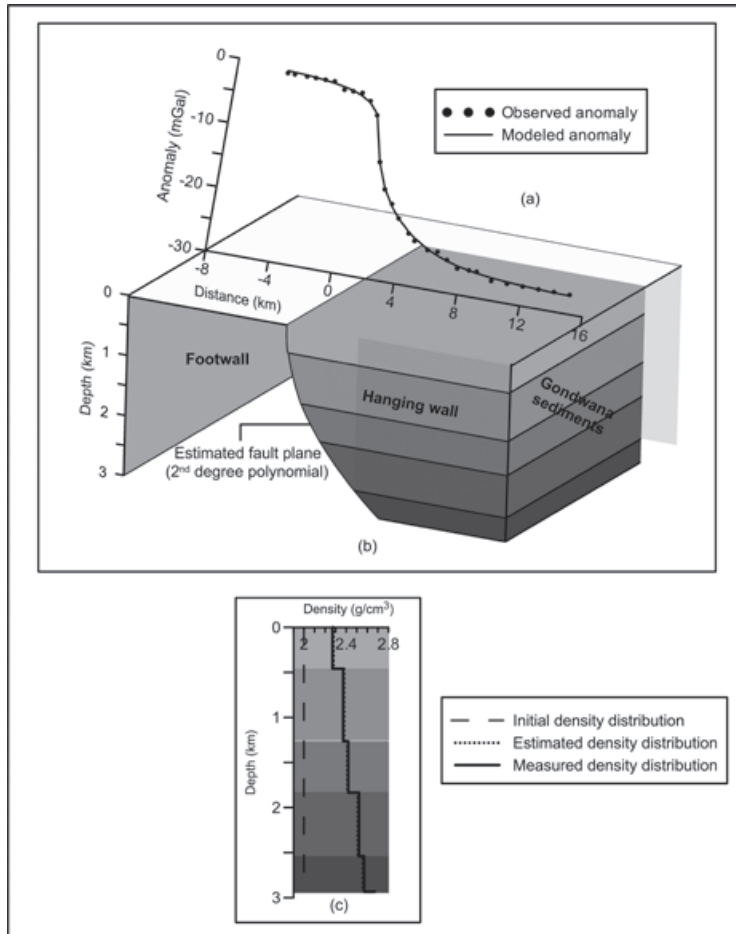 0
-10
-20
-30
Anomaly (mGal)
Observed anomaly
Modeled anomaly
(a)
-8
-4
0
4
8
12
16
Distance (km)
0
1
2
3
Depth (km)
Footwall
Hanging wall
Gondwana
sediments
Estimated fault plane
(2nd degree polynomial)
(b)
Density (g/cm3)
2
2.4
2.8
0
1
2
3
Depth (km)
(c)
Initial density distribution
Estimated density distribution
Measured density distribution